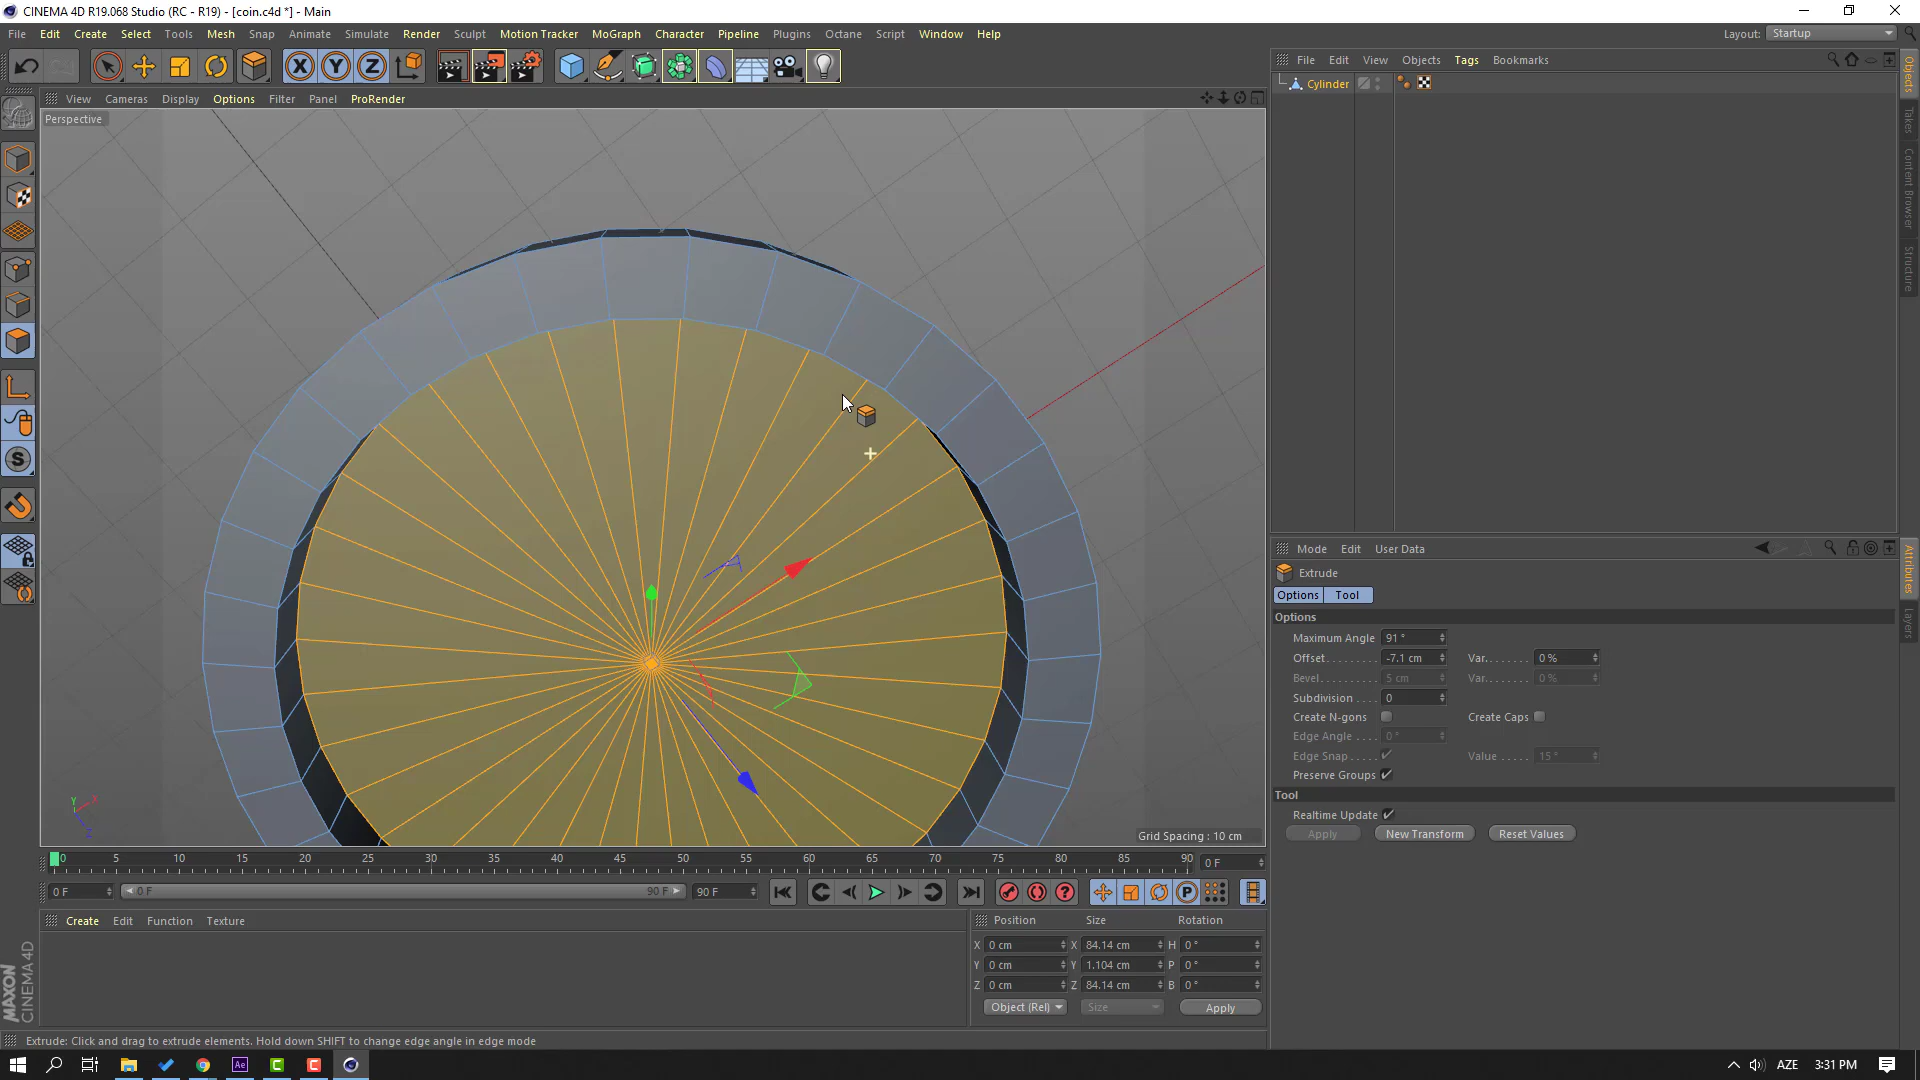 CINEMA 4D R19.068 Studio (RC - R19) - [coin.c4d *] - Main
File Edit Create Select Tools Mesh Snap Animate Simulate Render Sculpt Motion Tracker MoGraph Character Pipeline Plugins Octane Script Window Help Layout: Startup
File Edit View Objects Tags Bookmarks
View Cameras Display Options Filter Panel ProRender
Perspective
Cylinder
Objects
Takes
Content Browser
Structure
Mode Edit User Data
Extrude
Options Tool
Options
Maximum Angle 91 °
Offset -7.1 cm Var. 0 %
Bevel 5 cm Var. 0 %
Subdivision 0
Create N-gons Create Caps
Edge Angle 0 °
Edge Snap Value 15 °
Preserve Groups
Tool
Realtime Update
Apply New Transform Reset Values
Attributes
Layers
Y X Z
Grid Spacing : 10 cm
0 5 10 15 20 25 30 35 40 45 50 55 60 65 70 75 80 85 90 0 F
0 F 0 F 90 F 90 F
Create Edit Function Texture
Position Size Rotation
X 0 cm X 84.14 cm H 0 °
Y 0 cm Y 1.104 cm P 0 °
Z 0 cm Z 84.14 cm B 0 °
Object (Rel) Size Apply
MAXON
CINEMA 4D
Extrude: Click and drag to extrude elements. Hold down SHIFT to change edge angle in edge mode
AZE 3:31 PM